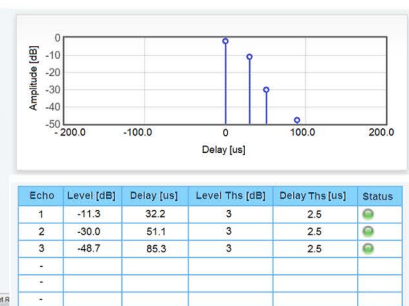 Amplitude [dB]
0
-10
-20
-30
-40
-50
-200.0 -100.0 0 100.0 200.0
Delay [us]
Echo Level [dB] Delay [us] Level Ths [dB] Delay Ths [us] Status
1 -11.3 32.2 3 2.5
2 -30.0 51.1 3 2.5
3 -48.7 85.3 3 2.5
-
-
-